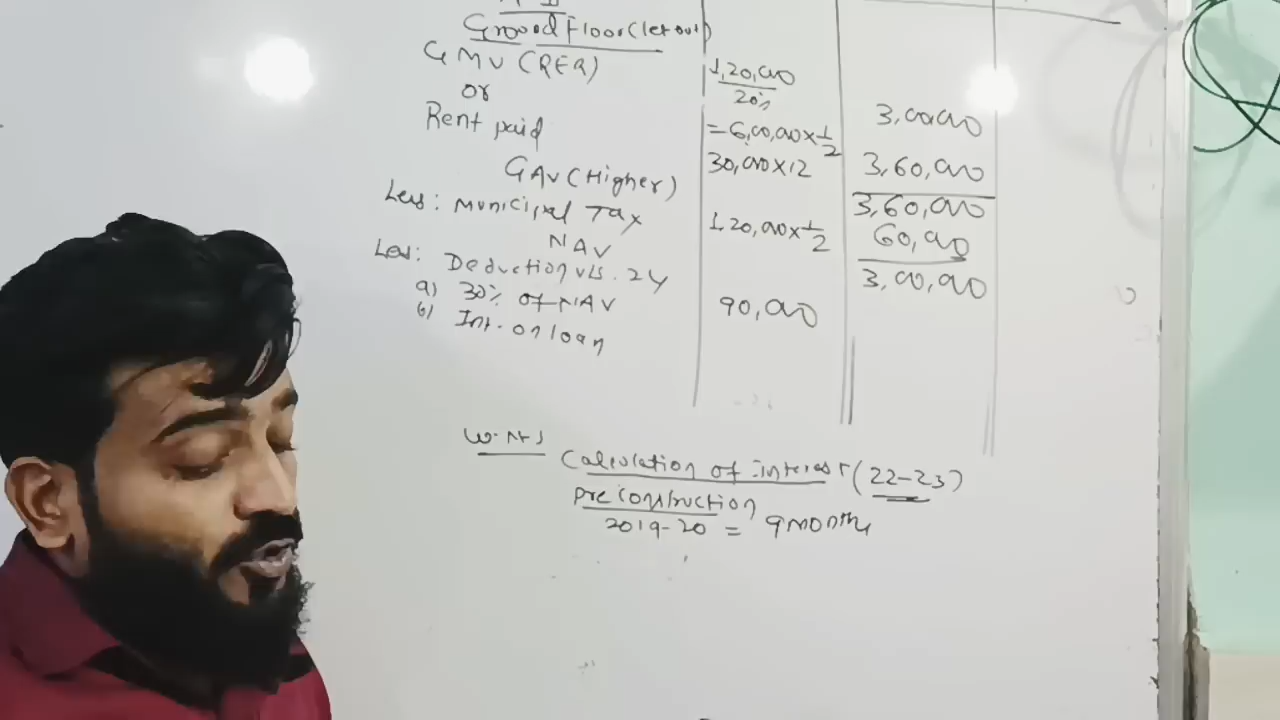 Ground Floor (let out)
GMV (RER) 1,20,000
20%
or = 6,00,000 x 1/2 3,00,000
Rent paid 30,000 x 12 3,60,000
GAV (Higher) 3,60,000
Less: Municipal Tax 1,20,000 x 1/2 60,000
NAV 3,00,000
Less: Deduction u/s. 24
a) 30% of NAV 90,000
b) Int. on loan
W.N-1
Calculation of interest (22-23)
Pre construction
2019-20 = 9 months